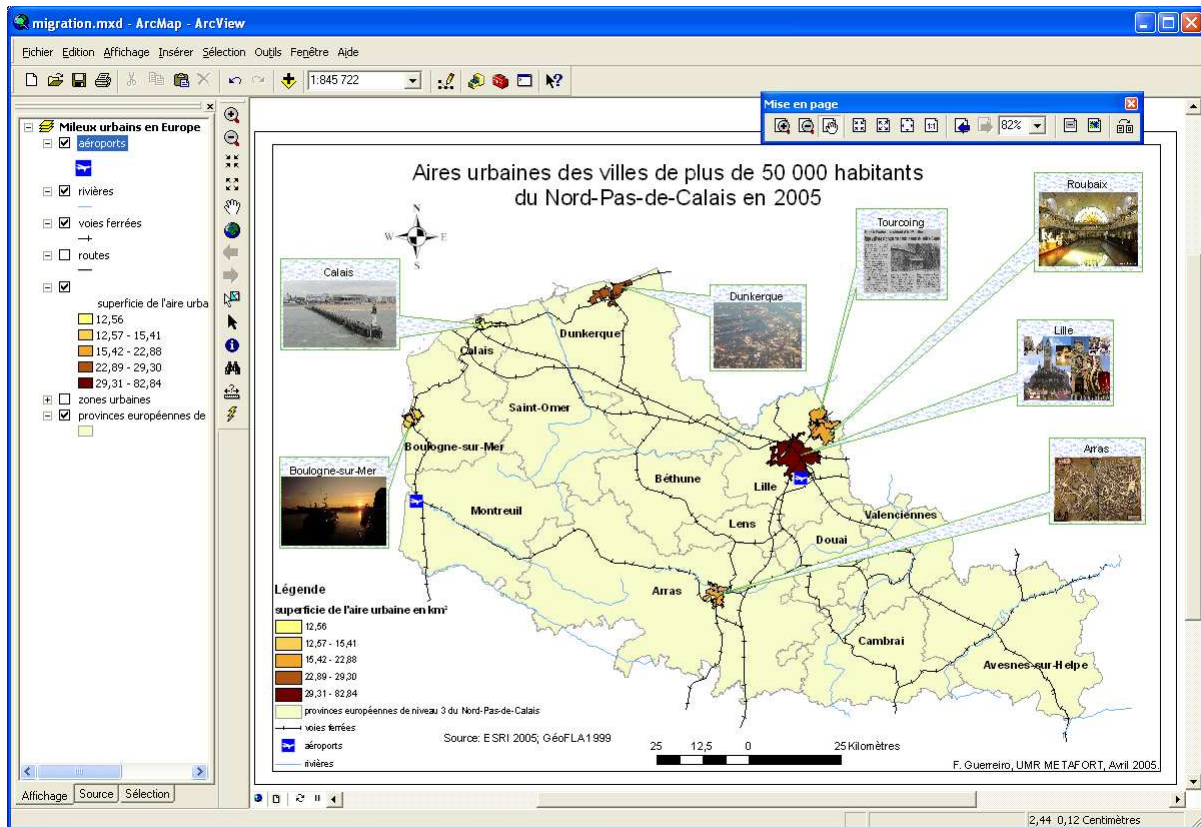 migration.mxd - ArcMap - ArcView
Fichier Edition Affichage Insérer Sélection Outils Fenêtre Aide
1:845 722
Mise en page
82%
Mileux urbains en Europe
aéroports
rivières
voies ferrées
routes
superficie de l'aire urba
12,56
12,57 - 15,41
15,42 - 22,88
22,89 - 29,30
29,31 - 82,84
zones urbaines
provinces européennes de
Affichage Source Sélection
Aires urbaines des villes de plus de 50 000 habitants
du Nord-Pas-de-Calais en 2005
N
W E
S
Roubaix
Tourcoing
Calais
Dunkerque
Lille
Arras
Boulogne-sur-Mer
Dunkerque
Calais
Saint-Omer
Boulogne-sur-Mer
Béthune
Lille
Montreuil
Lens
Valenciennes
Douai
Arras
Cambrai
Avesnes-sur-Helpe
Légende
superficie de l'aire urbaine en km²
12,56
12,57 - 15,41
15,42 - 22,88
22,89 - 29,30
29,31 - 82,84
provinces européennes de niveau 3 du Nord-Pas-de-Calais
voies ferrées
aéroports
rivières
Source: ESRI 2005; GéoFLA1999
25 12,5 0 25 Kilomètres
F. Guerreiro, UMR METAFORT, Avril 2005.
2,44 0,12 Centimètres